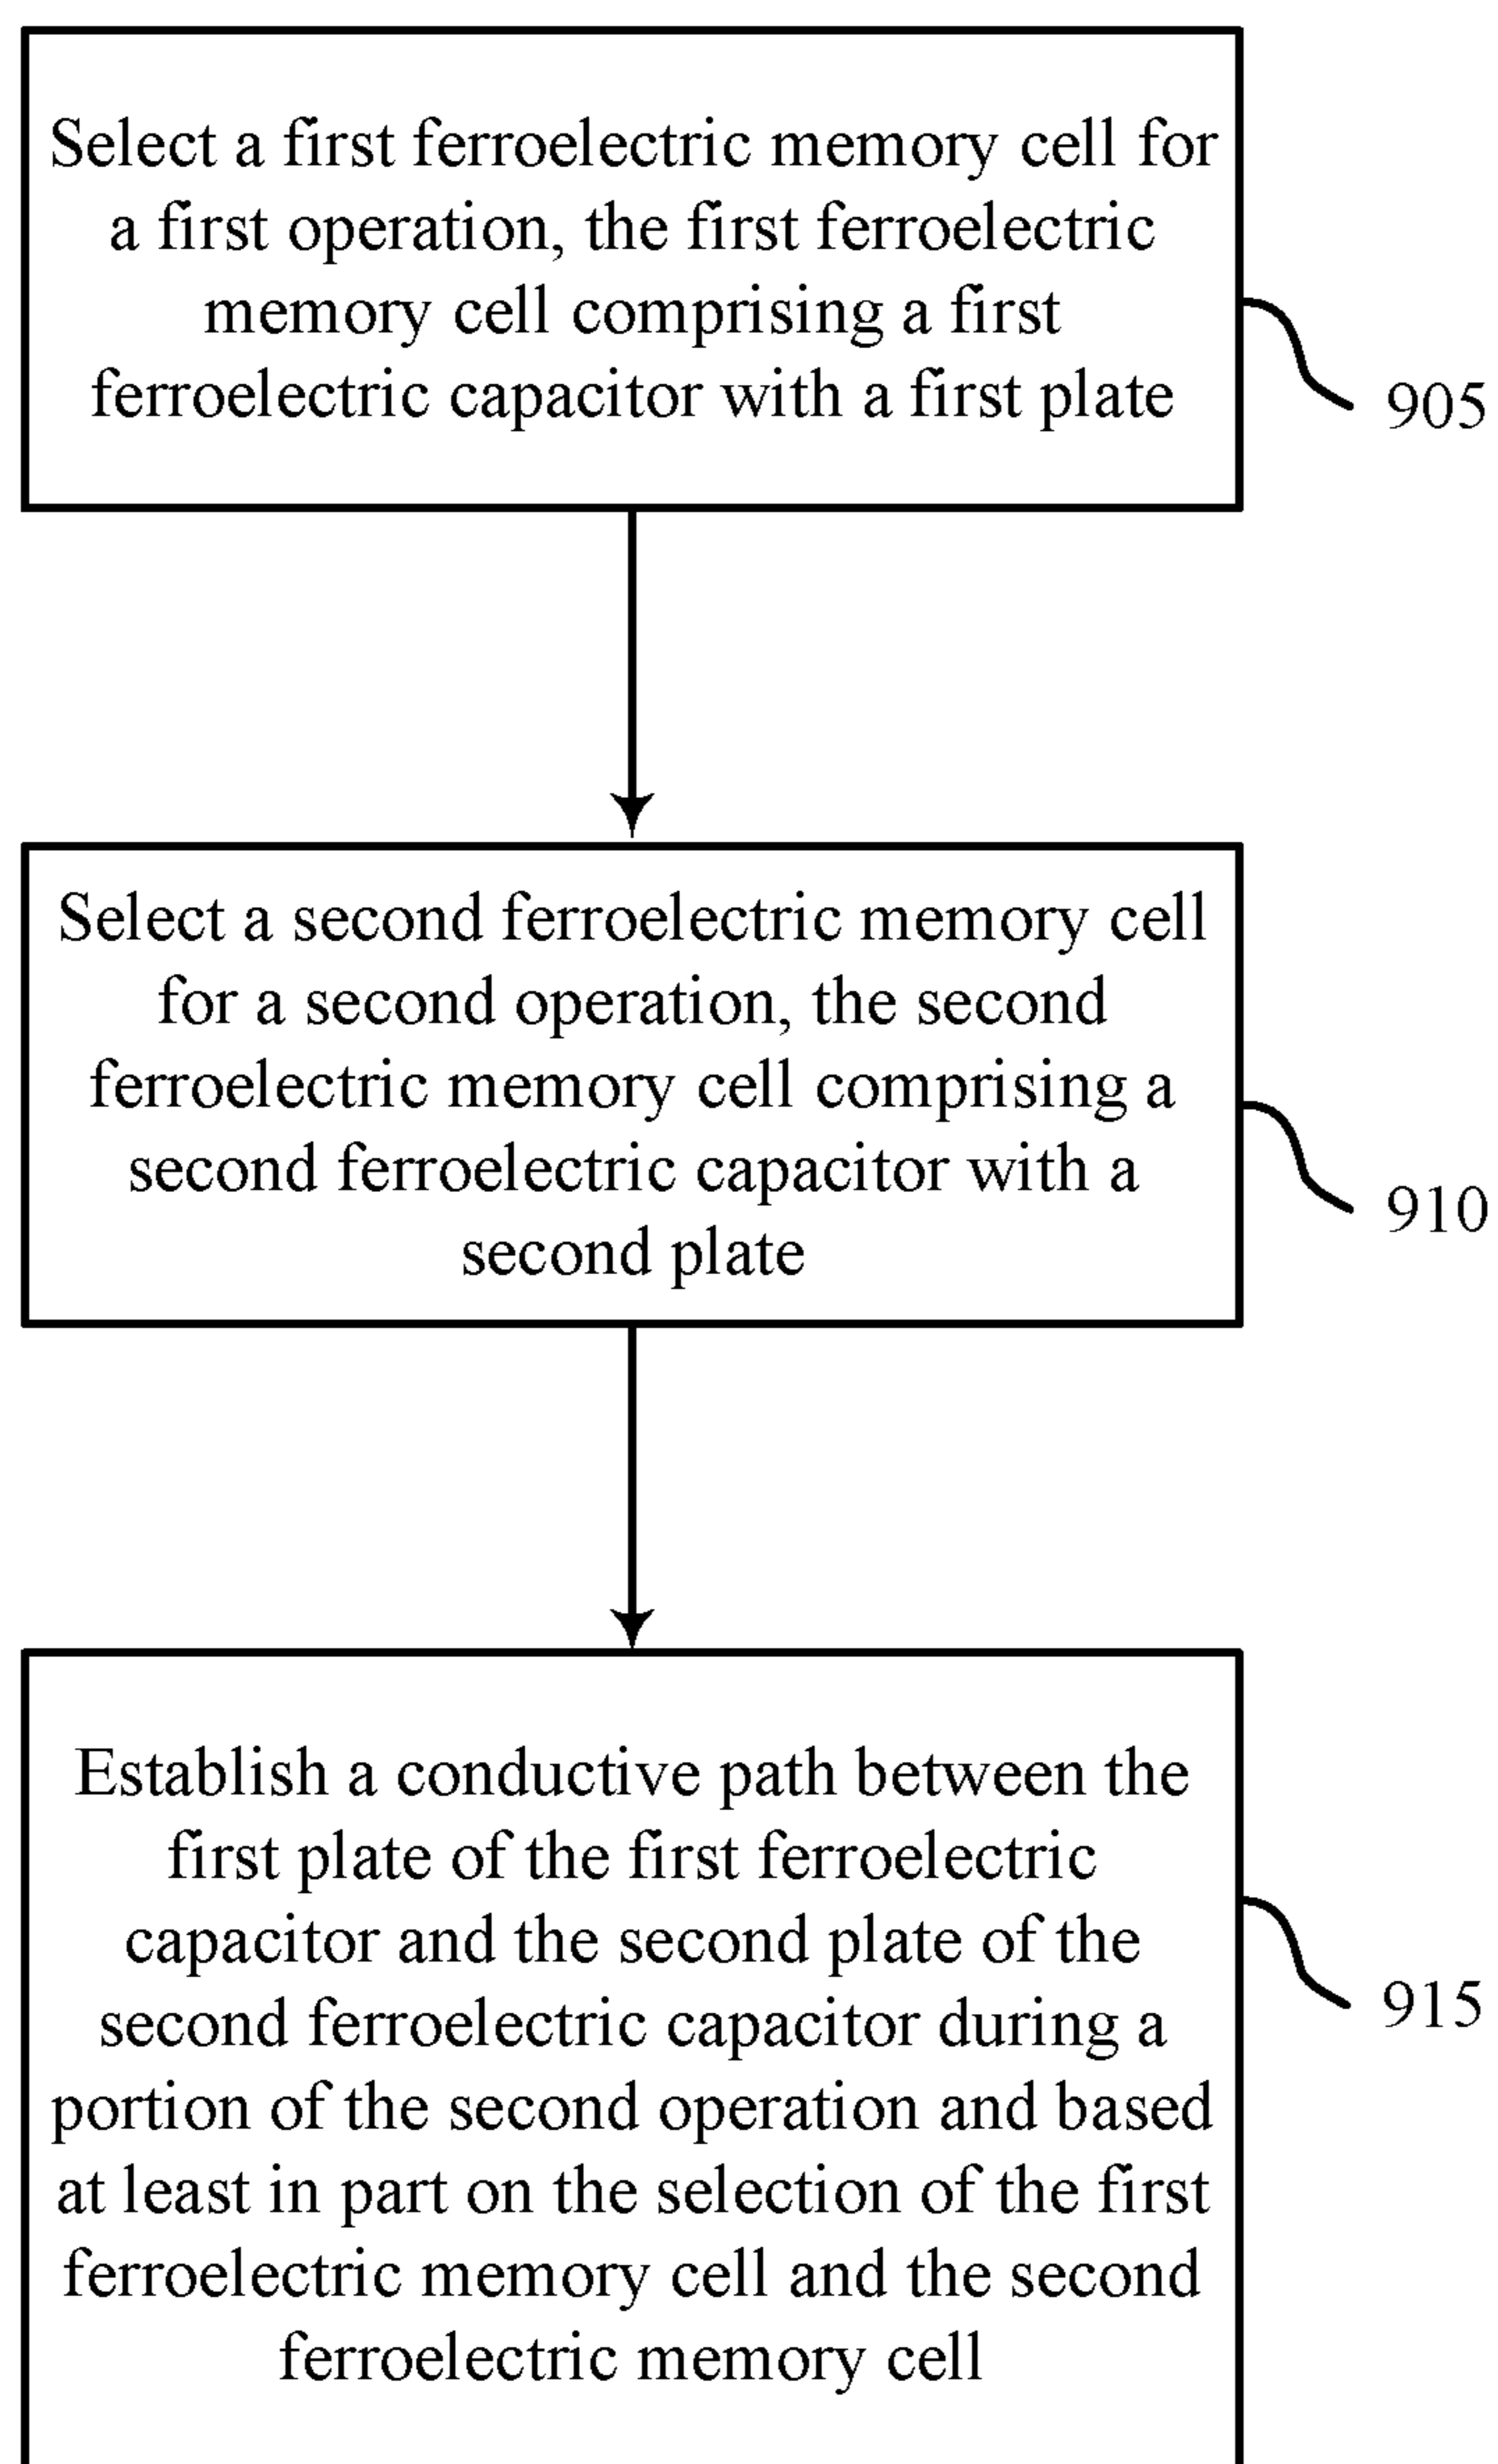 Select a first ferroelectric memory cell for
a first operation, the first ferroelectric
memory cell comprising a first
ferroelectric capacitor with a first plate
905
Select a second ferroelectric memory cell
for a second operation, the second
ferroelectric memory cell comprising a
second ferroelectric capacitor with a
second plate
910
Establish a conductive path between the
first plate of the first ferroelectric
capacitor and the second plate of the
second ferroelectric capacitor during a
portion of the second operation and based
at least in part on the selection of the first
ferroelectric memory cell and the second
ferroelectric memory cell
915